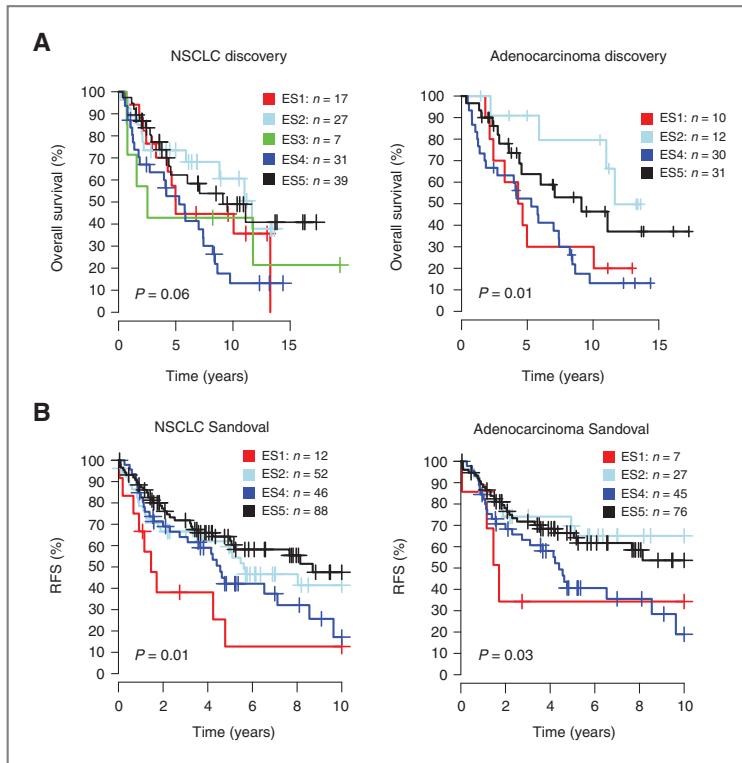 A
NSCLC discovery
Adenocarcinoma discovery
Overall survival (%)
100
90
80
70
60
50
40
30
20
10
0
ES1: n = 17
ES2: n = 27
ES3: n = 7
ES4: n = 31
ES5: n = 39
P = 0.06
0 5 10 15
Time (years)
Overall survival (%)
100
90
80
70
60
50
40
30
20
10
0
ES1: n = 10
ES2: n = 12
ES4: n = 30
ES5: n = 31
P = 0.01
0 5 10 15
Time (years)
B
NSCLC Sandoval
Adenocarcinoma Sandoval
RFS (%)
100
90
80
70
60
50
40
30
20
10
0
ES1: n = 12
ES2: n = 52
ES4: n = 46
ES5: n = 88
P = 0.01
0 2 4 6 8 10
Time (years)
RFS (%)
100
90
80
70
60
50
40
30
20
10
0
ES1: n = 7
ES2: n = 27
ES4: n = 45
ES5: n = 76
P = 0.03
0 2 4 6 8 10
Time (years)